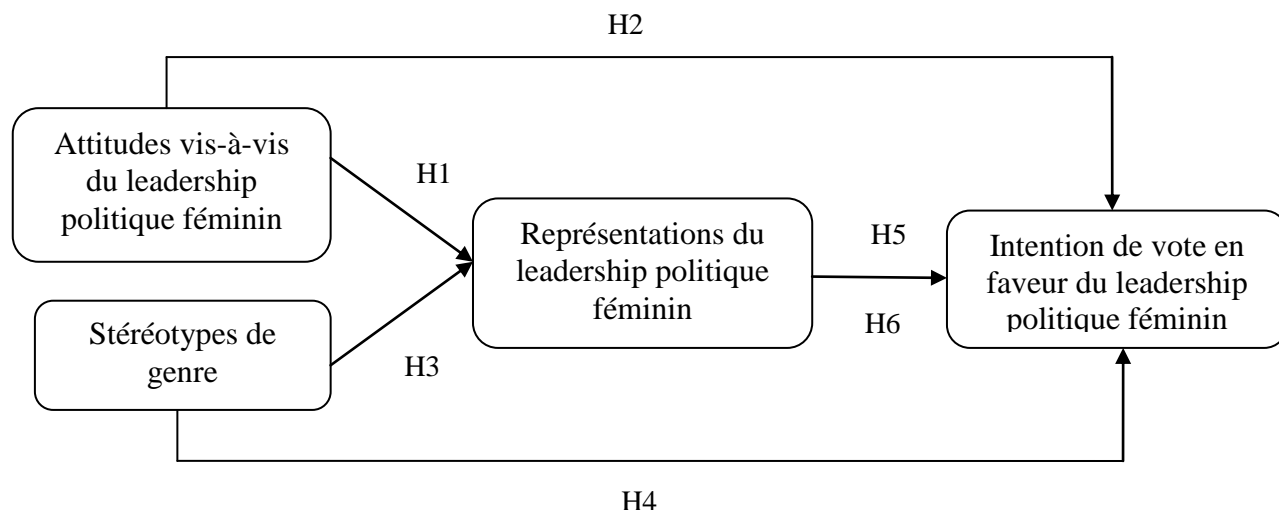 H2
Attitudes vis-à-vis
du leadership
politique féminin
H1
Représentations du
leadership politique
féminin
H5
H6
Intention de vote en
faveur du leadership
politique féminin
Stéréotypes de
genre
H3
H4